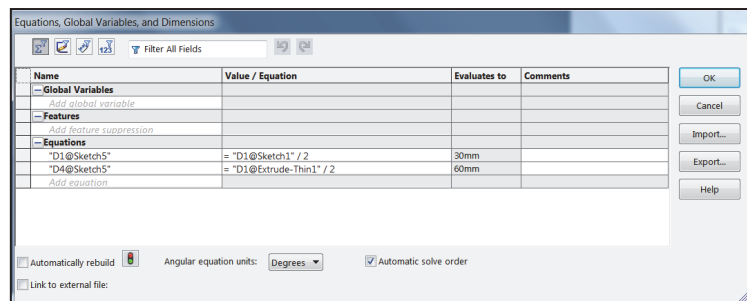 Equations, Global Variables, and Dimensions
Filter All Fields
Name Value / Equation Evaluates to Comments
Global Variables
Add global variable
Features
Add feature suppression
Equations
"D1@Sketch5" = "D1@Sketch1" / 2 30mm
"D4@Sketch5" = "D1@Extrude-Thin1" / 2 60mm
Add equation
OK
Cancel
Import...
Export...
Help
Automatically rebuild Angular equation units: Degrees Automatic solve order
Link to external file: